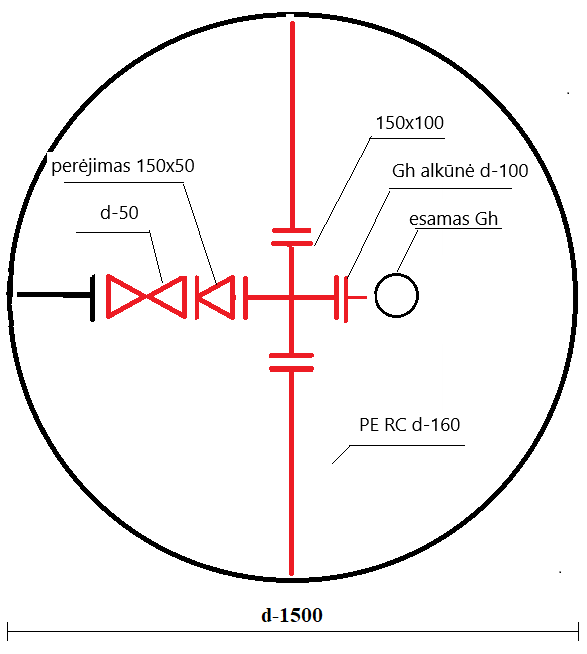 150x100
perėjimas 150x50
Gh alkūnė d-100
d-50
esamas Gh
PE RC d-160
d-1500